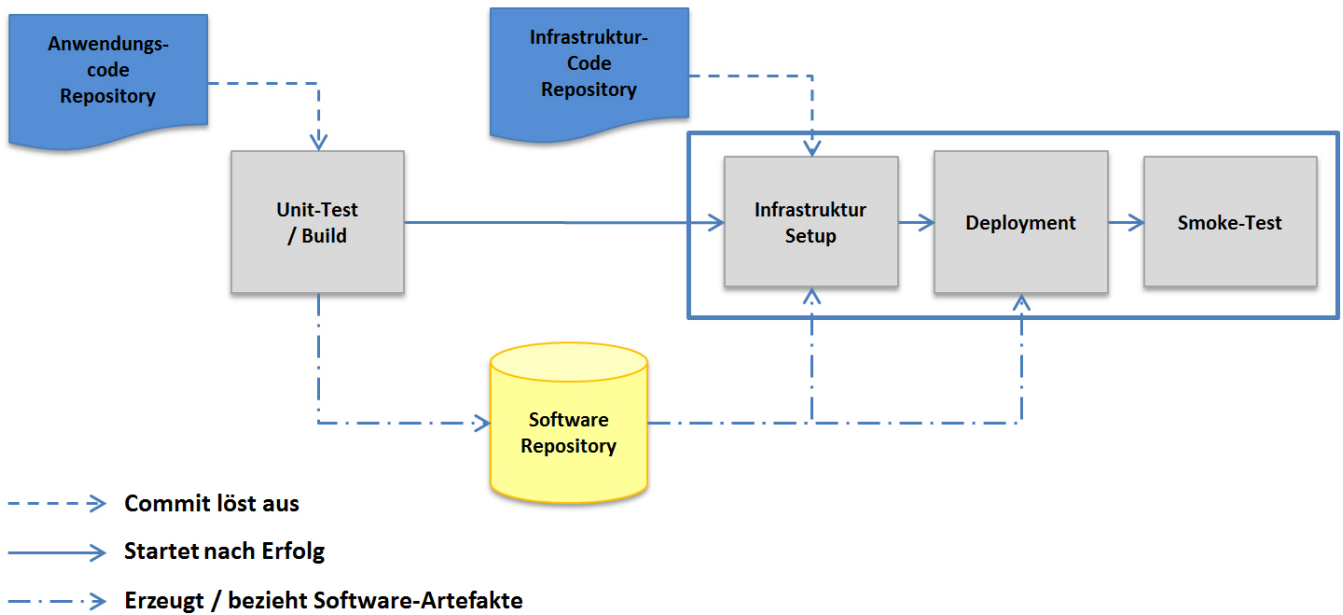 Anwendungs-
code
Repository
Infrastruktur-
Code
Repository
Unit-Test
/ Build
Infrastruktur
Setup
Deployment
Smoke-Test
Software
Repository
Commit löst aus
Startet nach Erfolg
Erzeugt / bezieht Software-Artefakte